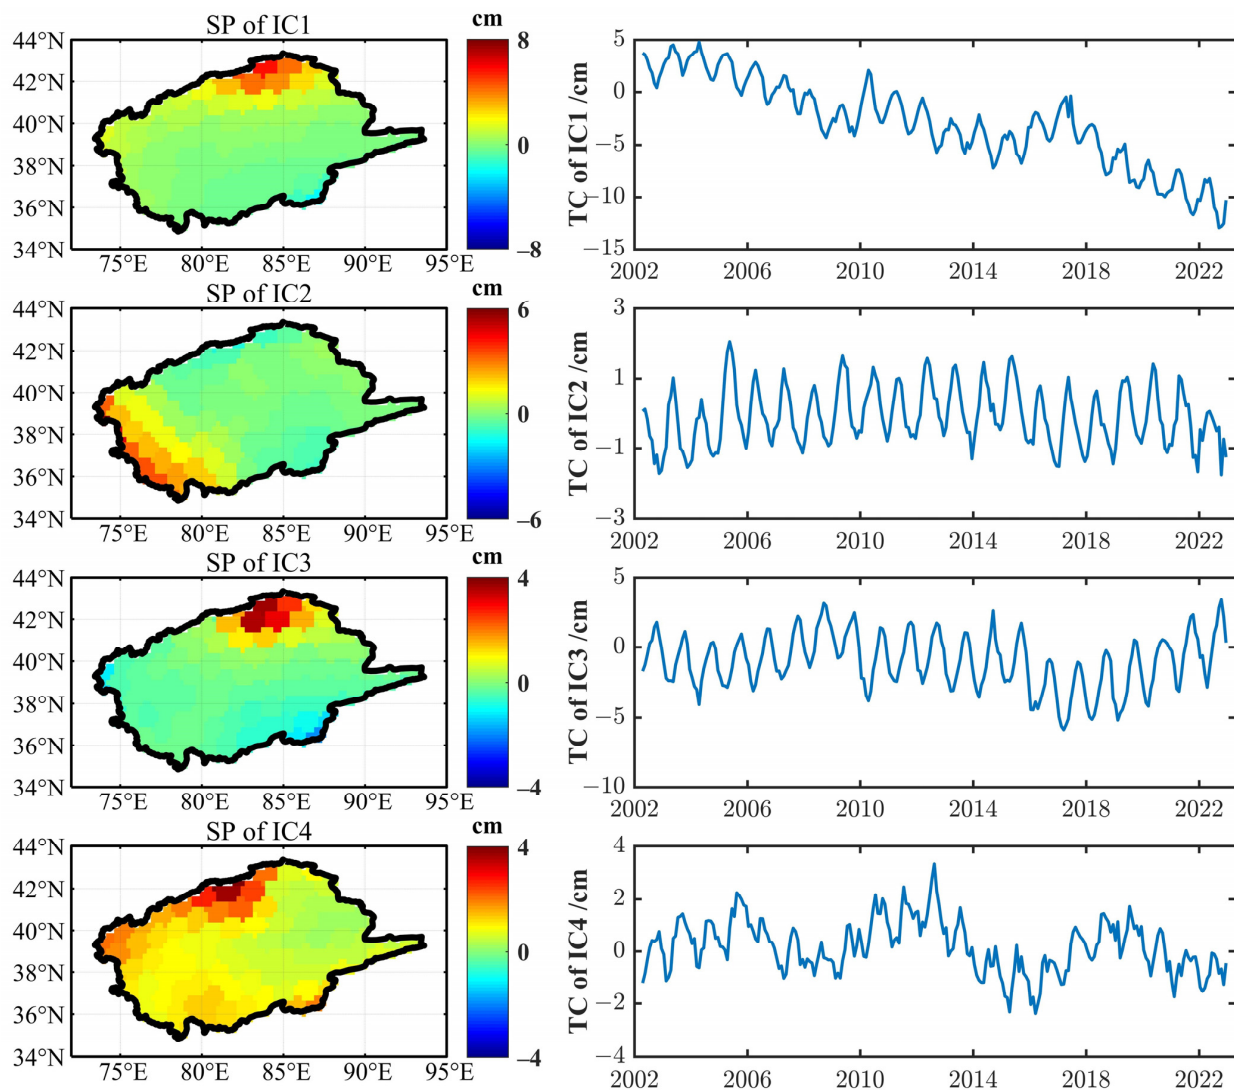 SP of IC1
cm
44°N
42°N
40°N
38°N
36°N
34°N
75°E 80°E 85°E 90°E 95°E
8
0
−8
TC of IC1 /cm
5
0
−5
−10
−15
2002 2006 2010 2014 2018 2022
SP of IC2
cm
44°N
42°N
40°N
38°N
36°N
34°N
75°E 80°E 85°E 90°E 95°E
6
0
−6
TC of IC2 /cm
3
1
−1
−3
2002 2006 2010 2014 2018 2022
SP of IC3
cm
44°N
42°N
40°N
38°N
36°N
34°N
75°E 80°E 85°E 90°E 95°E
4
0
−4
TC of IC3 /cm
5
0
−5
−10
2002 2006 2010 2014 2018 2022
SP of IC4
cm
44°N
42°N
40°N
38°N
36°N
34°N
75°E 80°E 85°E 90°E 95°E
4
0
−4
TC of IC4 /cm
4
2
0
−2
−4
2002 2006 2010 2014 2018 2022